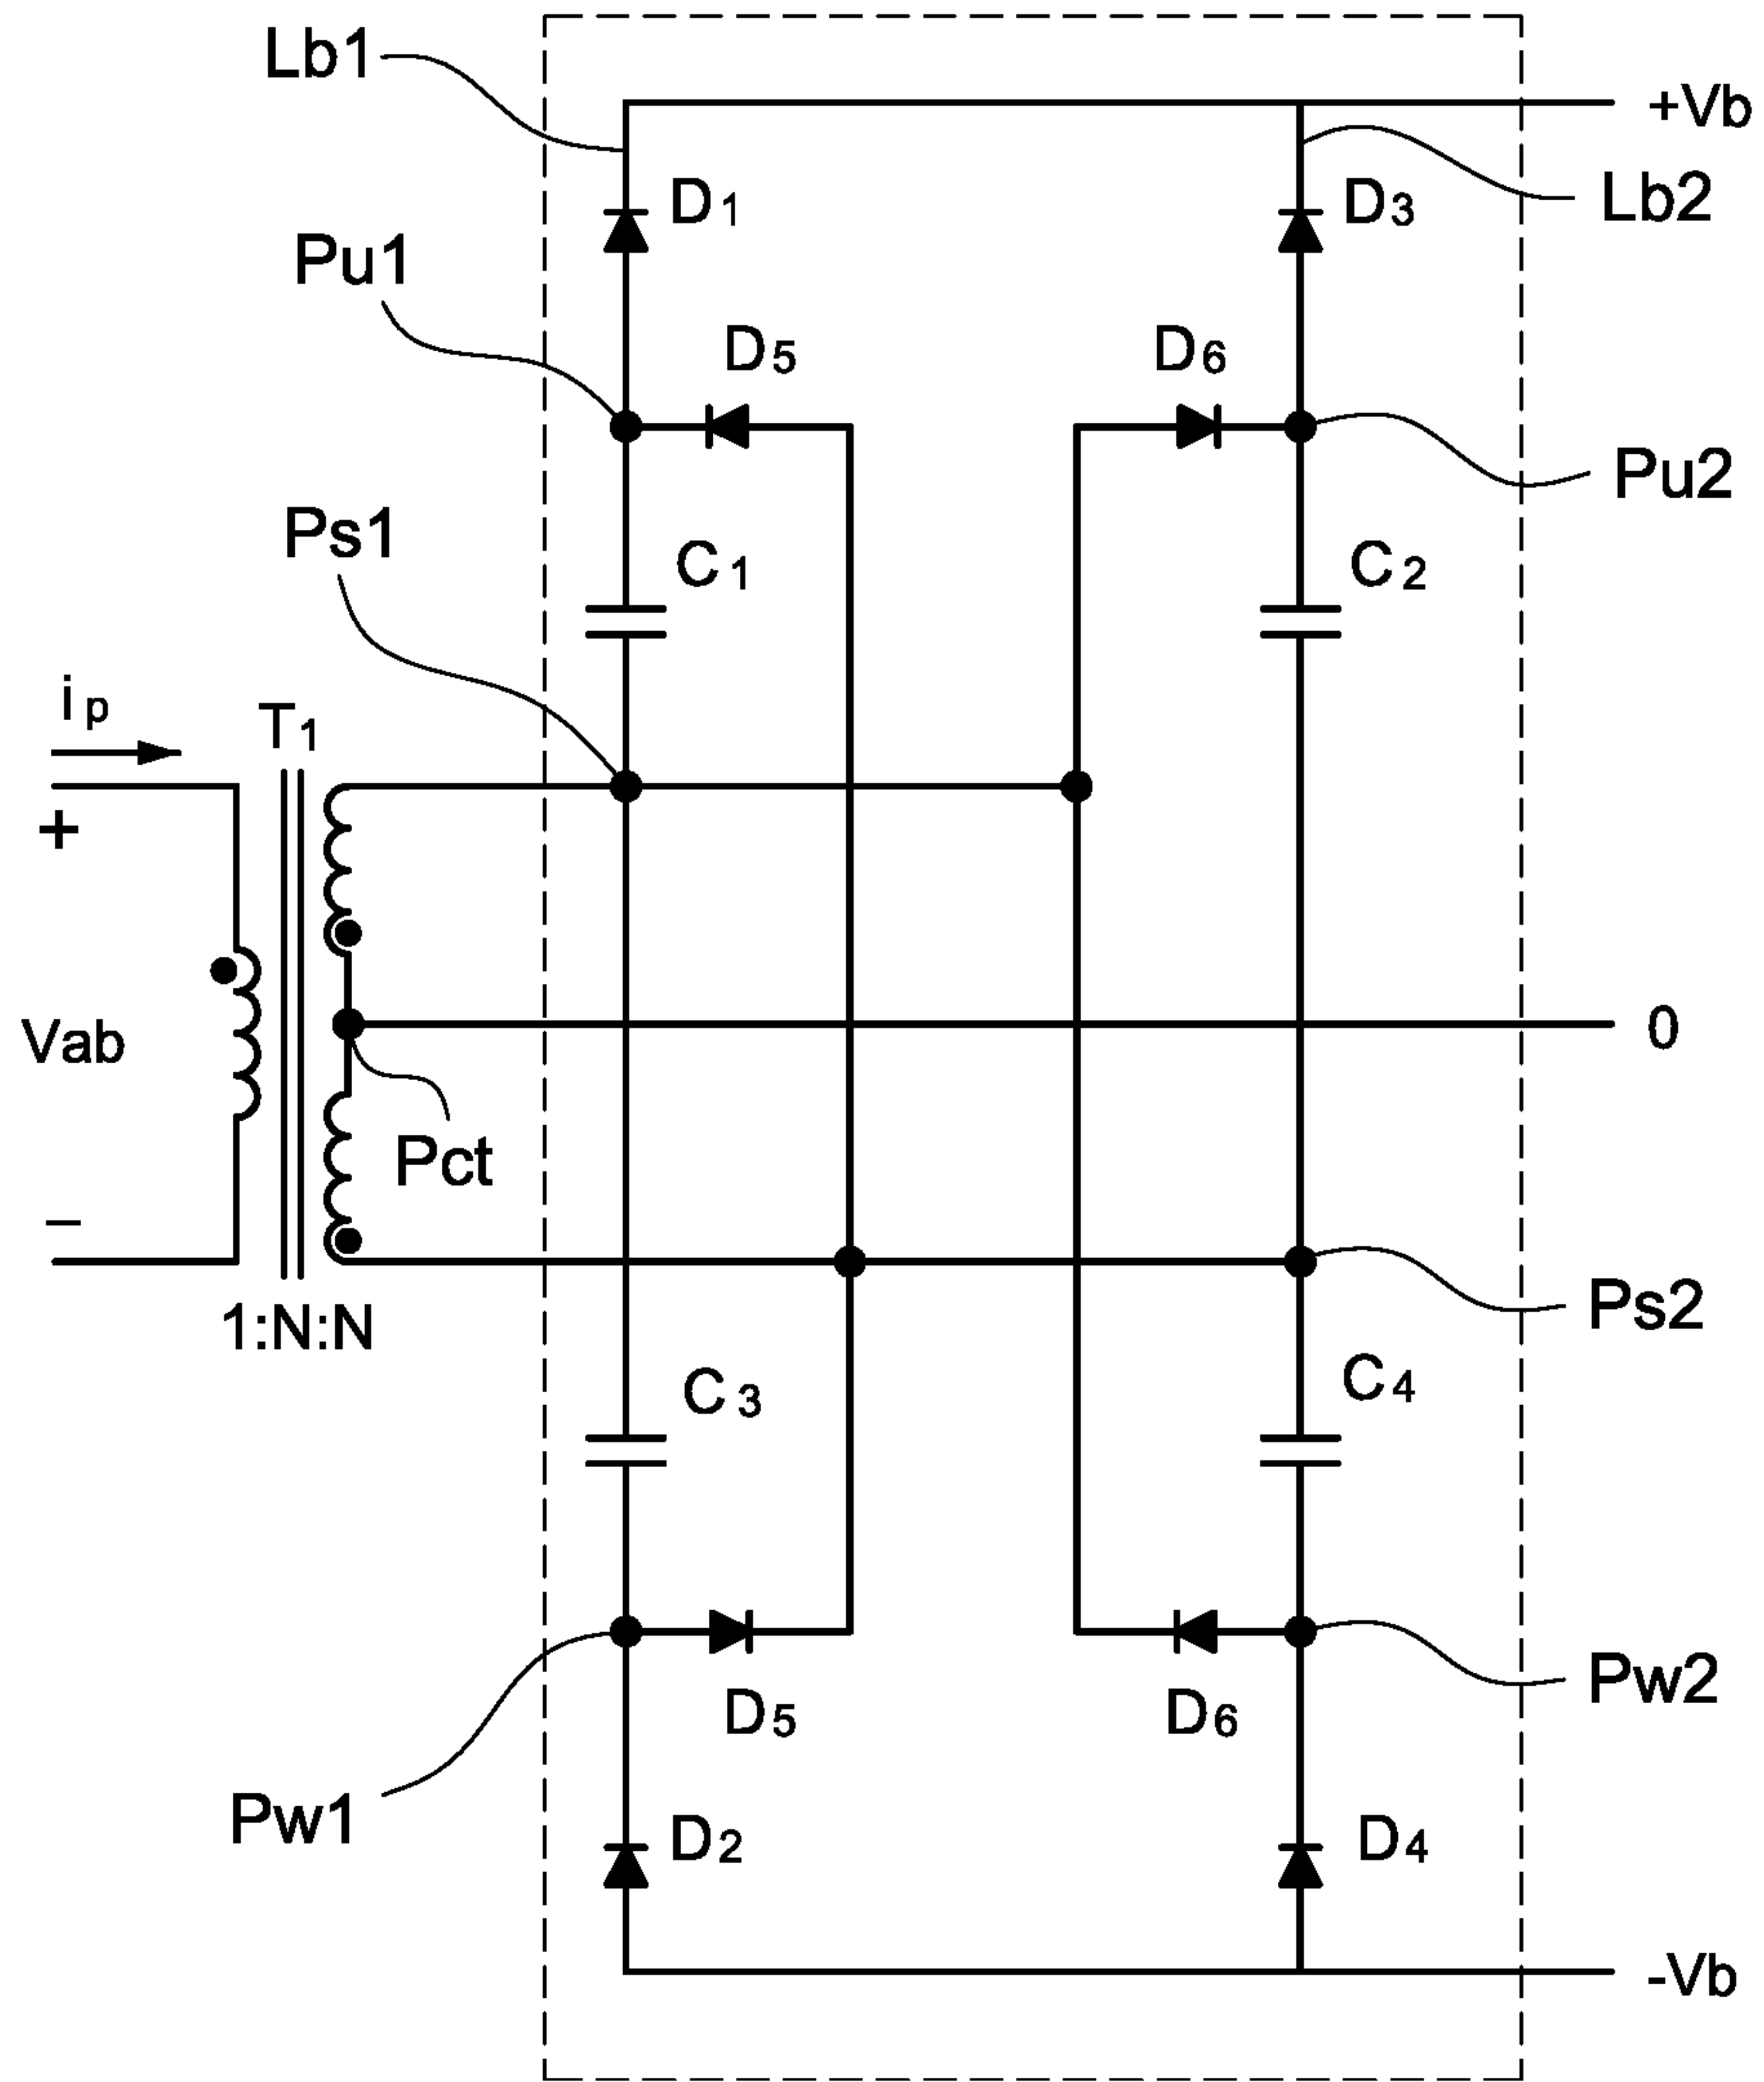 Lb1
+Vb
D1
D3
Lb2
Pu1
D5
D6
Pu2
Ps1
C1
C2
ip
T1
+
Vab
0
Pct
–
1:N:N
Ps2
C3
C4
Pw2
D5
D6
Pw1
D2
D4
-Vb